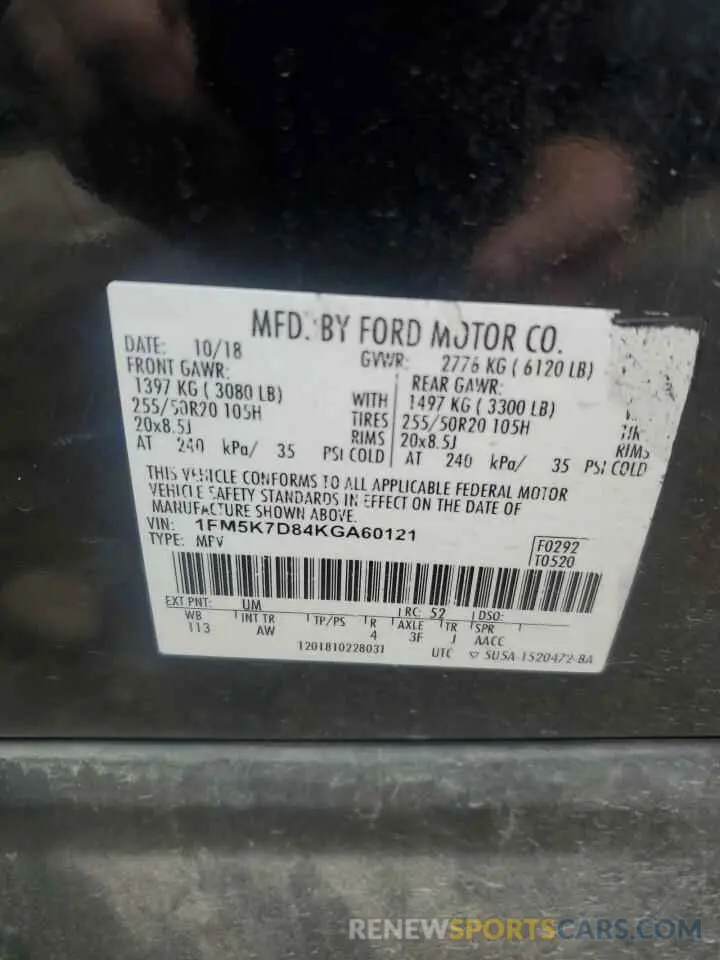 MFD. BY FORD MOTOR CO.
DATE: 10/18 GVWR: 2776 KG ( 6120 LB)
FRONT GAWR: REAR GAWR:
1397 KG ( 3080 LB) WITH 1497 KG ( 3300 LB)
255/50R20 105H TIRES 255/50R20 105H
20x8.5J RIMS 20x8.5J RIMS
AT 240 kPa/ 35 PSI COLD AT 240 kPa/ 35 PSI COLD
THIS VEHICLE CONFORMS TO ALL APPLICABLE FEDERAL MOTOR
VEHICLE SAFETY STANDARDS IN EFFECT ON THE DATE OF
MANUFACTURE SHOWN ABOVE.
VIN: 1FM5K7D84KGA60121
TYPE: MPV
F0292
T0520
EXT PNT: UM RC: 52 DSO:
WB INT TR TP/PS R AXLE TR SPR
113 AW 4 3F J AACC
1201810228031 UTC 5U5A-1520472-BA
RENEWSPORTSCARS.COM